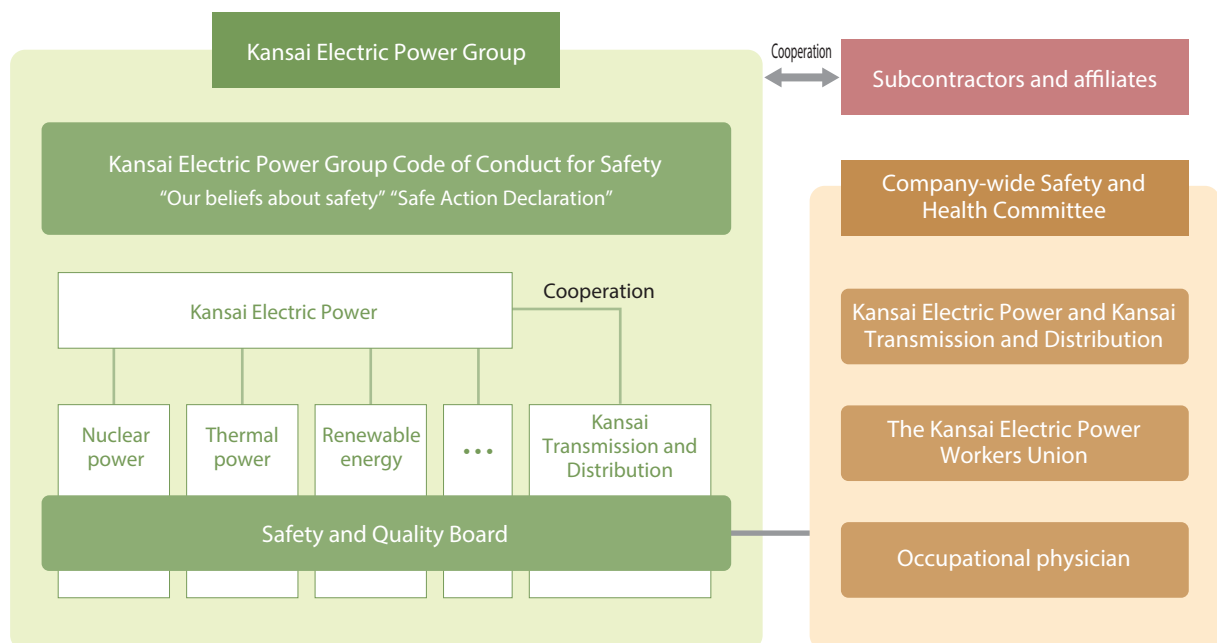 Kansai Electric Power Group
Cooperation
Subcontractors and affiliates
Kansai Electric Power Group Code of Conduct for Safety
“Our beliefs about safety” “Safe Action Declaration”
Kansai Electric Power
Cooperation
Nuclear
power
Thermal
power
Renewable
energy
...
Kansai
Transmission and
Distribution
Safety and Quality Board
Company-wide Safety and
Health Committee
Kansai Electric Power and Kansai
Transmission and Distribution
The Kansai Electric Power
Workers Union
Occupational physician